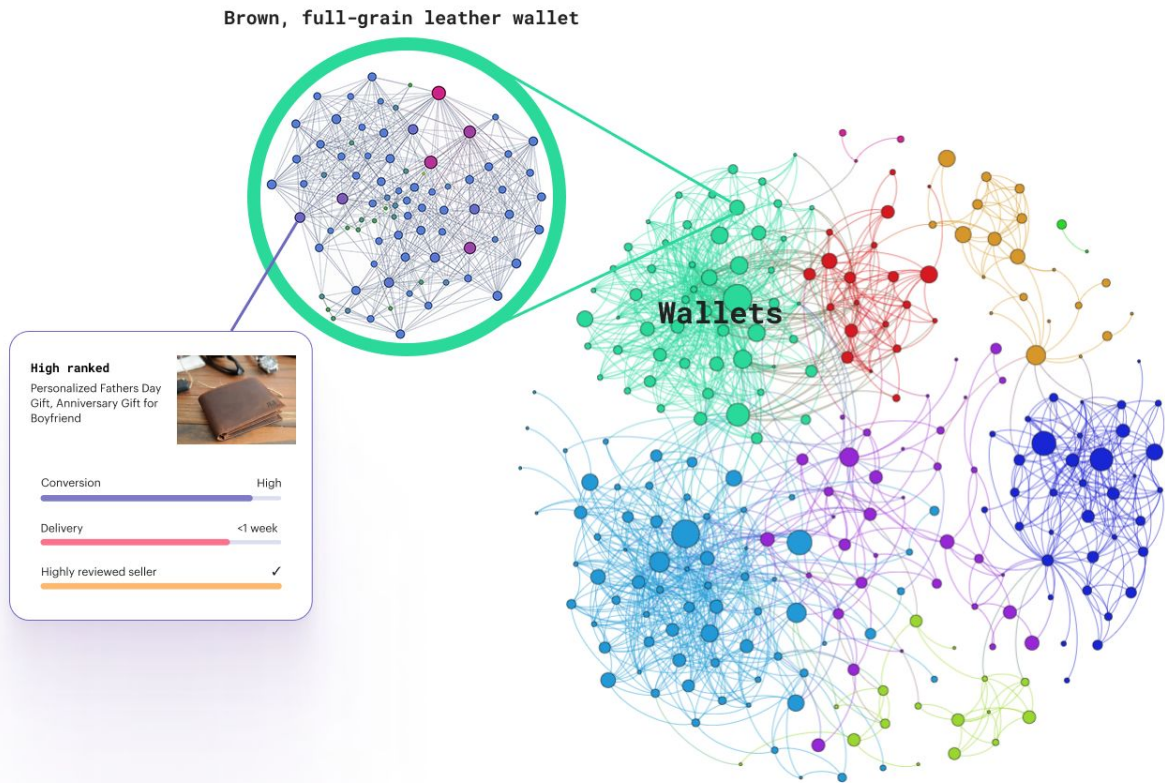 Brown, full-grain leather wallet
Wallets
High ranked
Personalized Fathers Day
Gift, Anniversary Gift for
Boyfriend
Conversion High
Delivery <1 week
Highly reviewed seller ✓